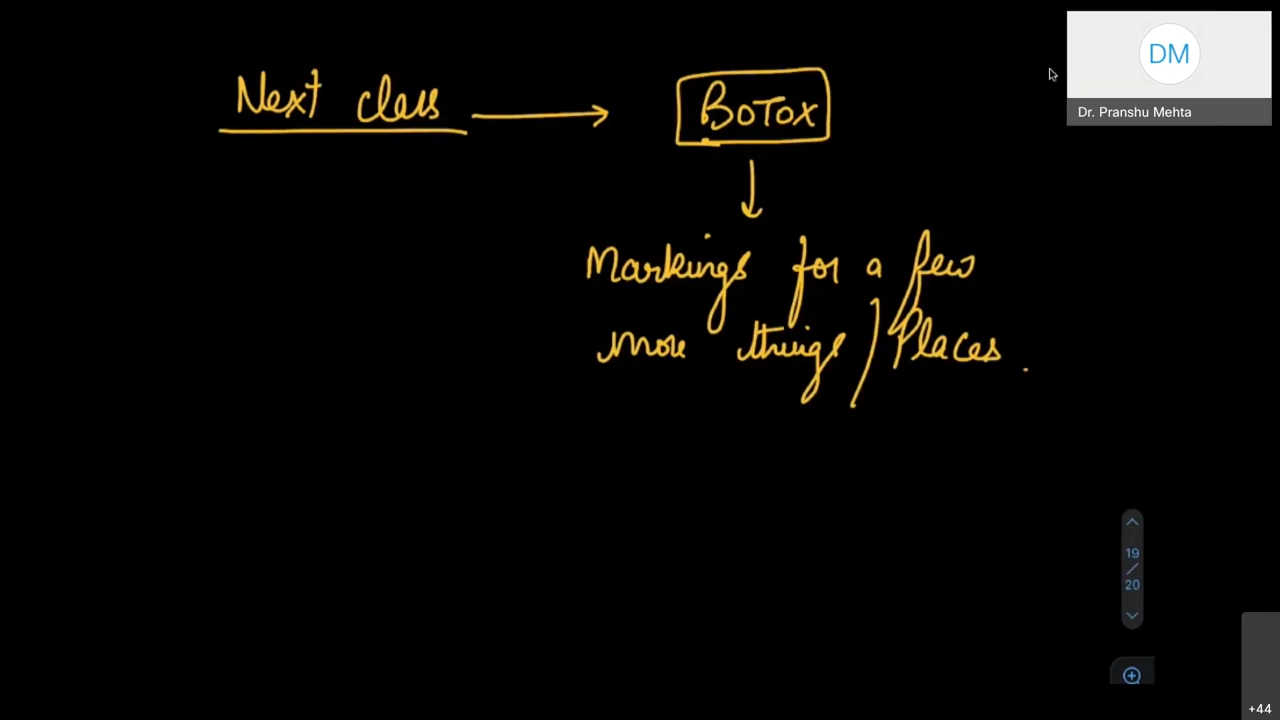 Next class → BOTOX
↓
Markings for a few
more things / Places.
DM
Dr. Pranshu Mehta
19
/
20
+44